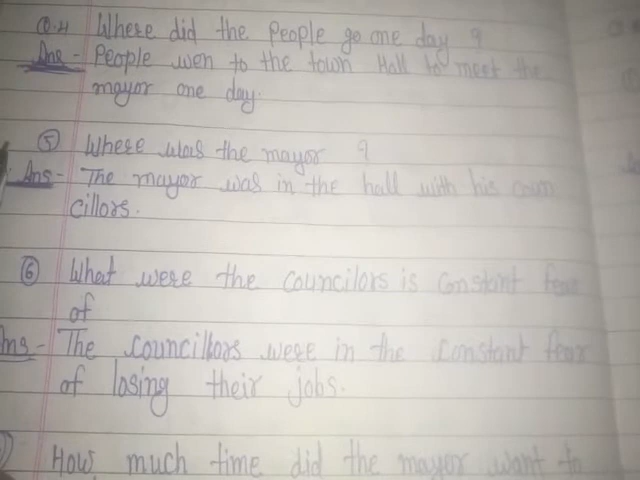 Q.4 Where did the People go one day ?
Ans - People wen to the town Hall to meet the
mayor one day.
5 Where was the mayor ?
Ans - The mayor was in the hall with his coun
cillors.
6 What were the councilors is constant fear
of
Ans - The councillors were in the constant fear
of losing their jobs.
How much time did the mayor want to